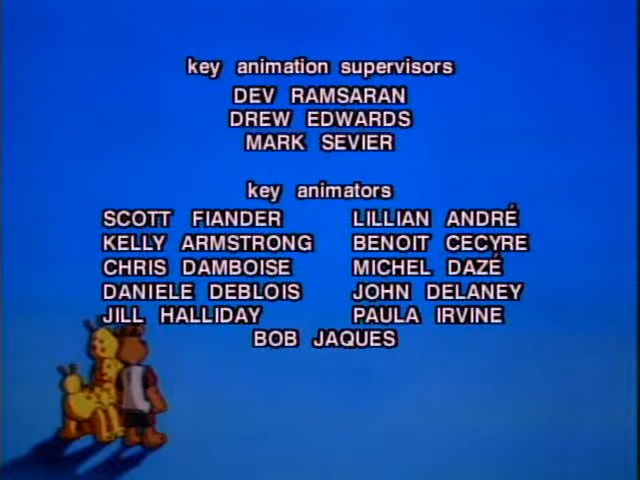 key animation supervisors
DEV RAMSARAN
DREW EDWARDS
MARK SEVIER
key animators
SCOTT FIANDER LILLIAN ANDRÉ
KELLY ARMSTRONG BENOIT CECYRE
CHRIS DAMBOISE MICHEL DAZÉ
DANIELE DEBLOIS JOHN DELANEY
JILL HALLIDAY PAULA IRVINE
BOB JAQUES